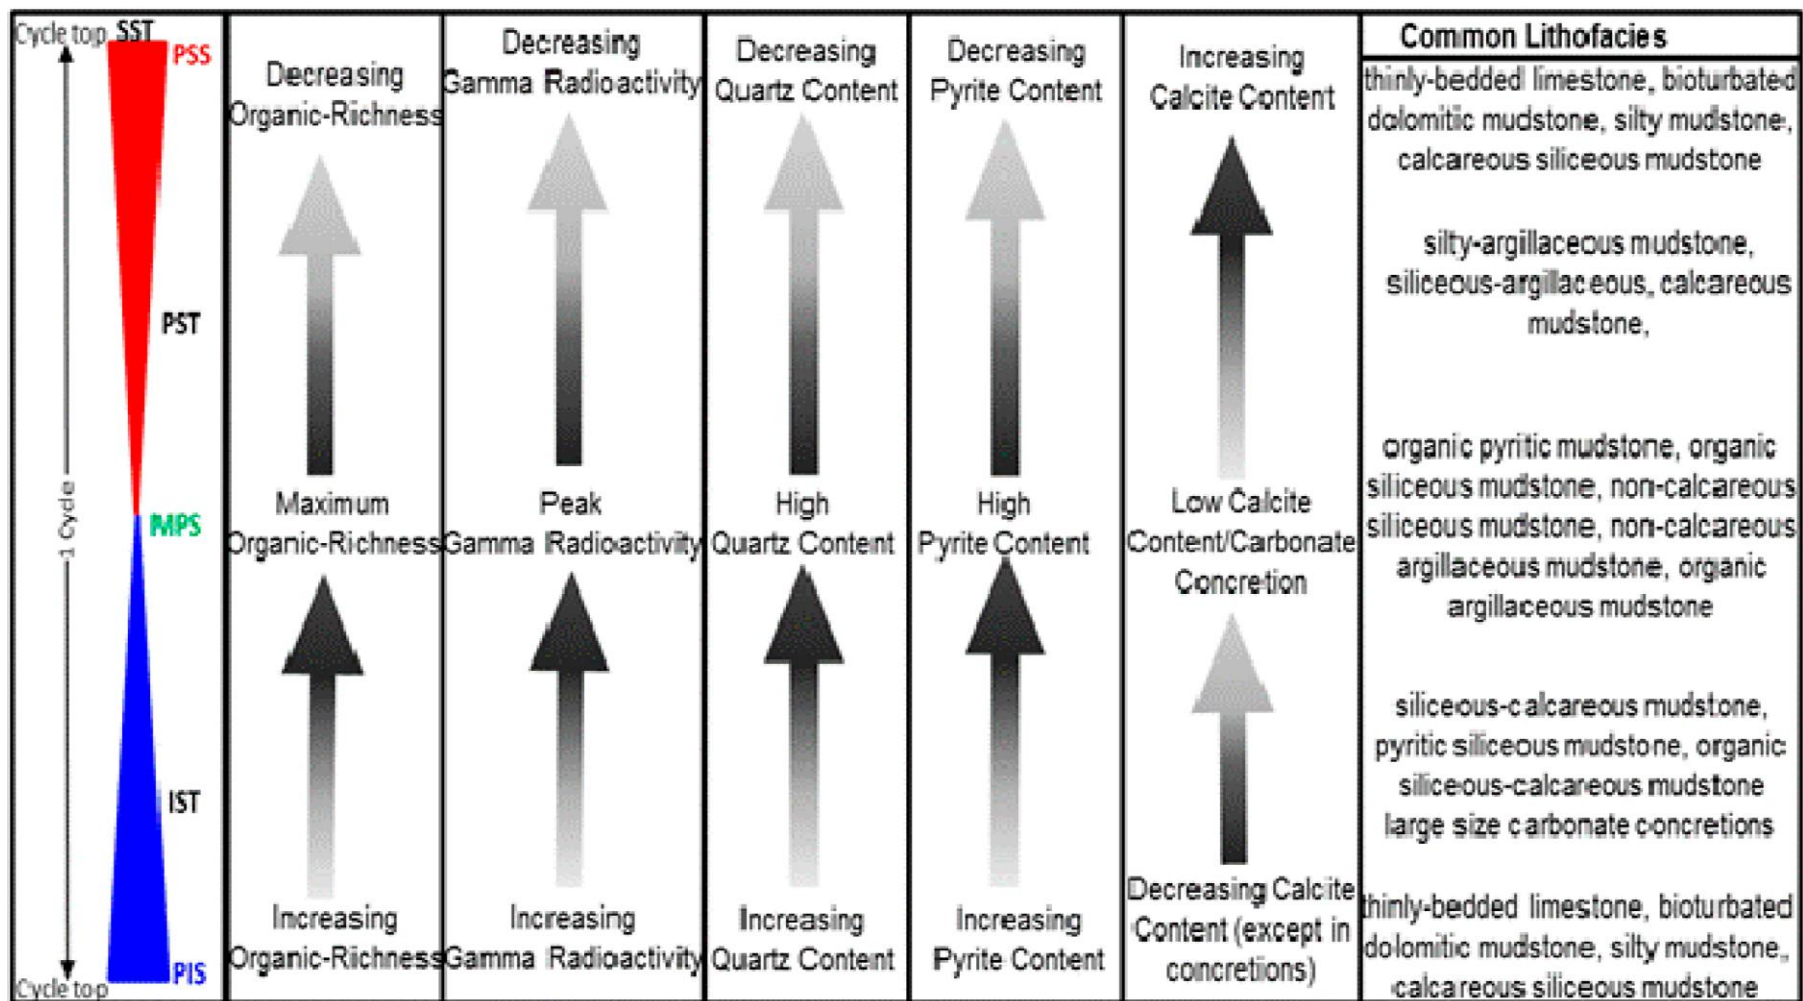 Cycle top SST
PSS
PST
1 Cycle
MPS
IST
PIS
Cycle top
Decreasing
Organic-Richness
Maximum
Organic-Richness
Increasing
Organic-Richness
Decreasing
Gamma Radioactivity
Peak
Gamma Radioactivity
Increasing
Gamma Radioactivity
Decreasing
Quartz Content
High
Quartz Content
Increasing
Quartz Content
Decreasing
Pyrite Content
High
Pyrite Content
Increasing
Pyrite Content
Increasing
Calcite Content
Low Calcite
Content/Carbonate
Concretion
Decreasing Calcite
Content (except in
concretions)
Common Lithofacies
thinly-bedded limestone, bioturbated
dolomitic mudstone, silty mudstone,
calcareous siliceous mudstone
silty-argillaceous mudstone,
siliceous-argillaceous, calcareous
mudstone,
organic pyritic mudstone, organic
siliceous mudstone, non-calcareous
siliceous mudstone, non-calcareous
argillaceous mudstone, organic
argillaceous mudstone
siliceous-calcareous mudstone,
pyritic siliceous mudstone, organic
siliceous-calcareous mudstone
large size carbonate concretions
thinly-bedded limestone, bioturbated
dolomitic mudstone, silty mudstone,
calcareous siliceous mudstone